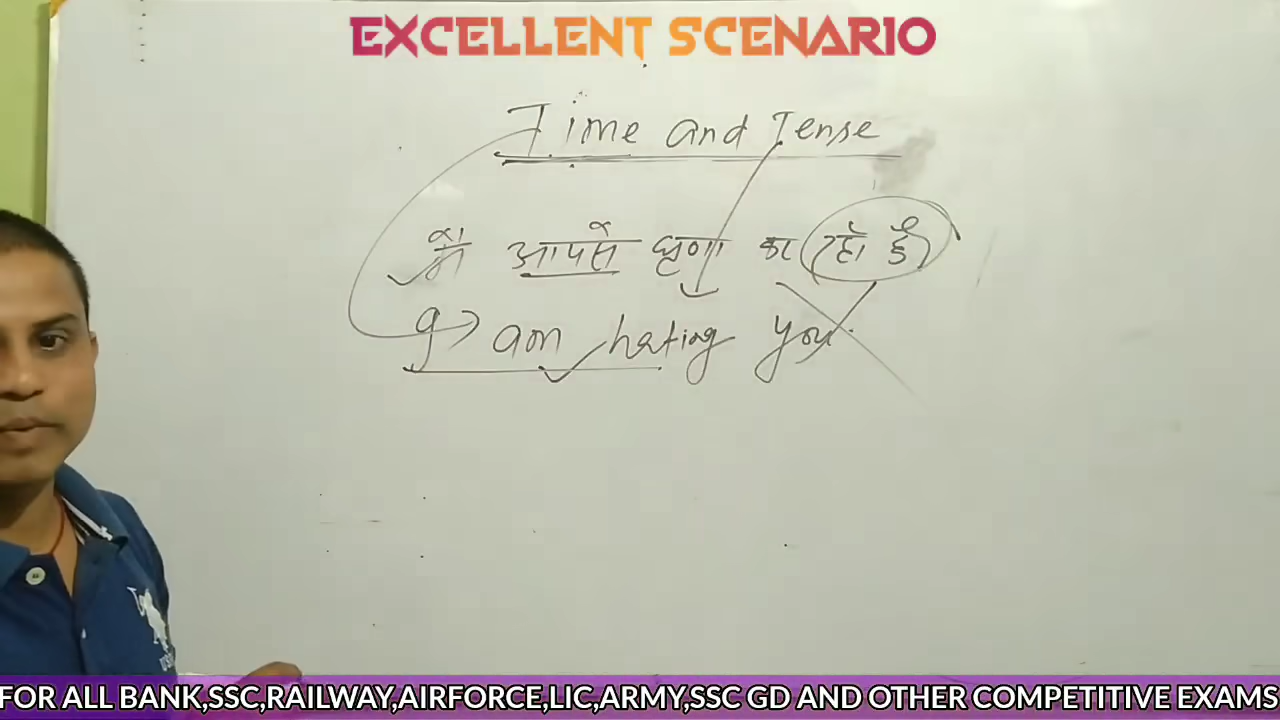 EXCELLENT SCENARIO
Time and Tense
मैं आपसे घृणा कर रहा हूँ
I am hating you.
FOR ALL BANK,SSC,RAILWAY,AIRFORCE,LIC,ARMY,SSC GD AND OTHER COMPETITIVE EXAMS